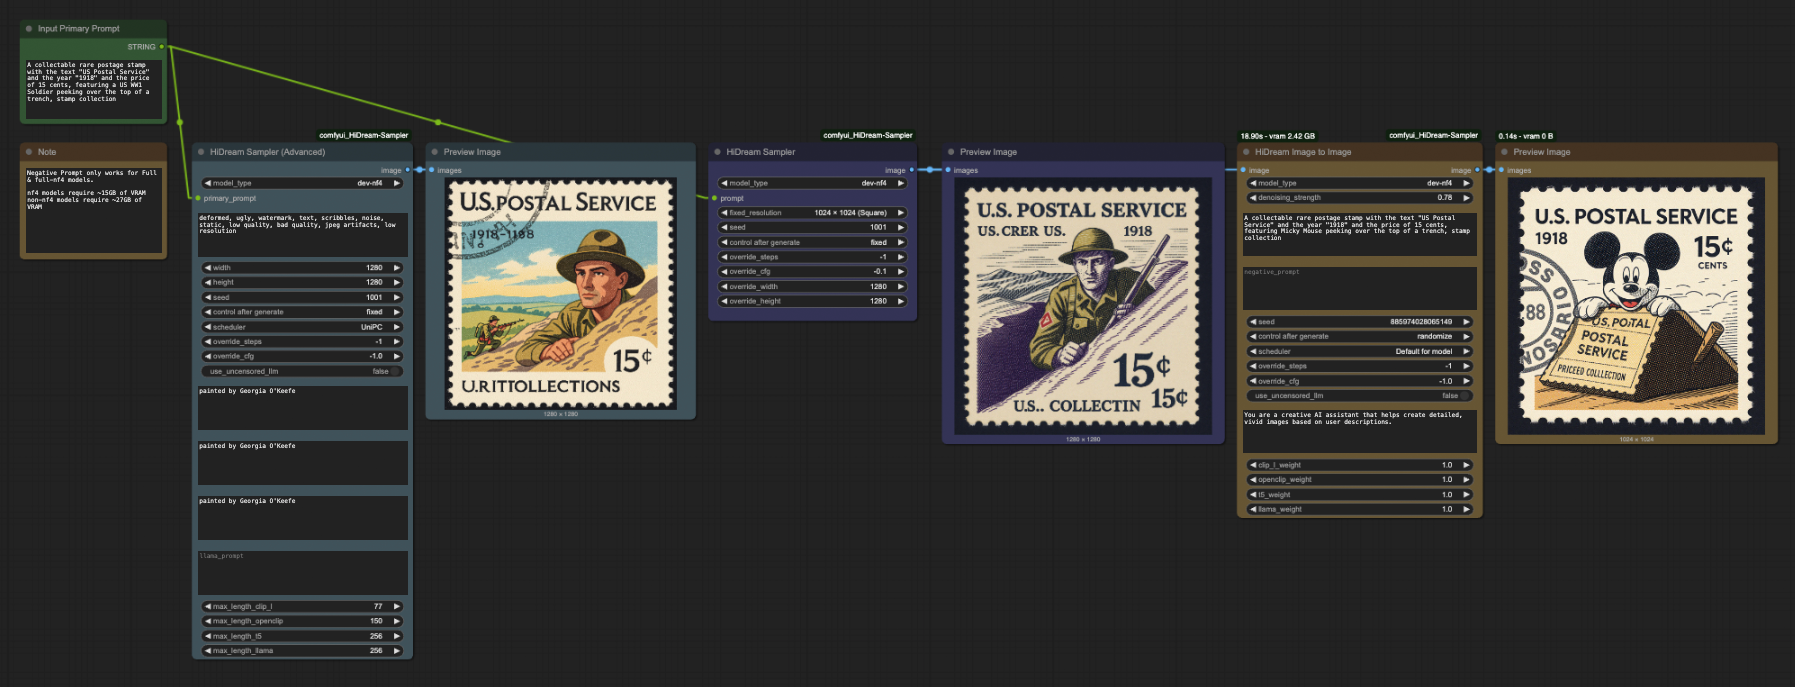 Input Primary Prompt
STRING
A collectable rare postage stamp
with the text "US Postal Service"
and the year "1918" and the price
of 15 cents, featuring a US WW1
Soldier peeking over the top of a
trench, stamp collection
Note
Negative Prompt only works for Full
& full-nf4 models.
nf4 models require ~15GB of VRAM
non-nf4 models require ~27GB of
VRAM
comfyui_HiDream-Sampler
HiDream Sampler (Advanced)
image
model_type dev-nf4
primary_prompt
deformed, ugly, watermark, text, scribbles, noise,
static, low quality, bad quality, jpeg artifacts, low
resolution
width 1280
height 1280
seed 1001
control after generate fixed
scheduler UniPC
override_steps -1
override_cfg -1.0
use_uncensored_llm false
painted by Georgia O'Keefe
painted by Georgia O'Keefe
painted by Georgia O'Keefe
llama_prompt
max_length_clip_l 77
max_length_openclip 150
max_length_t5 256
max_length_llama 256
Preview Image
images
U.S. POSTAL SERVICE
1918-1188
15¢
U.RITTOLLECTIONS
1280 × 1280
comfyui_HiDream-Sampler
HiDream Sampler
image
model_type dev-nf4
prompt
fixed_resolution 1024 × 1024 (Square)
seed 1001
control after generate fixed
override_steps -1
override_cfg -0.1
override_width 1280
override_height 1280
Preview Image
images
U.S. POSTAL SERVICE
US. CRER US. 1918
15¢
U.S.. COLLECTIN 15¢
1280 × 1280
18.90s - vram 2.42 GB
comfyui_HiDream-Sampler
HiDream Image to Image
image image
model_type dev-nf4
denoising_strength 0.78
A collectable rare postage stamp with the text "US Postal
Service" and the year "1918" and the price of 15 cents,
featuring Micky Mouse peeking over the top of a trench, stamp
collection
negative_prompt
seed 885974028065149
control after generate randomize
scheduler Default for model
override_steps -1
override_cfg -1.0
use_uncensored_llm false
You are a creative AI assistant that helps create detailed,
vivid images based on user descriptions.
clip_l_weight 1.0
openclip_weight 1.0
t5_weight 1.0
llama_weight 1.0
0.14s - vram 0 B
Preview Image
images
U.S. POSTAL SERVICE
1918
15¢
CENTS
88
U.S. POTAL
POSTAL
SERVICE
PRICEED COLLLECTION
1024 × 1024